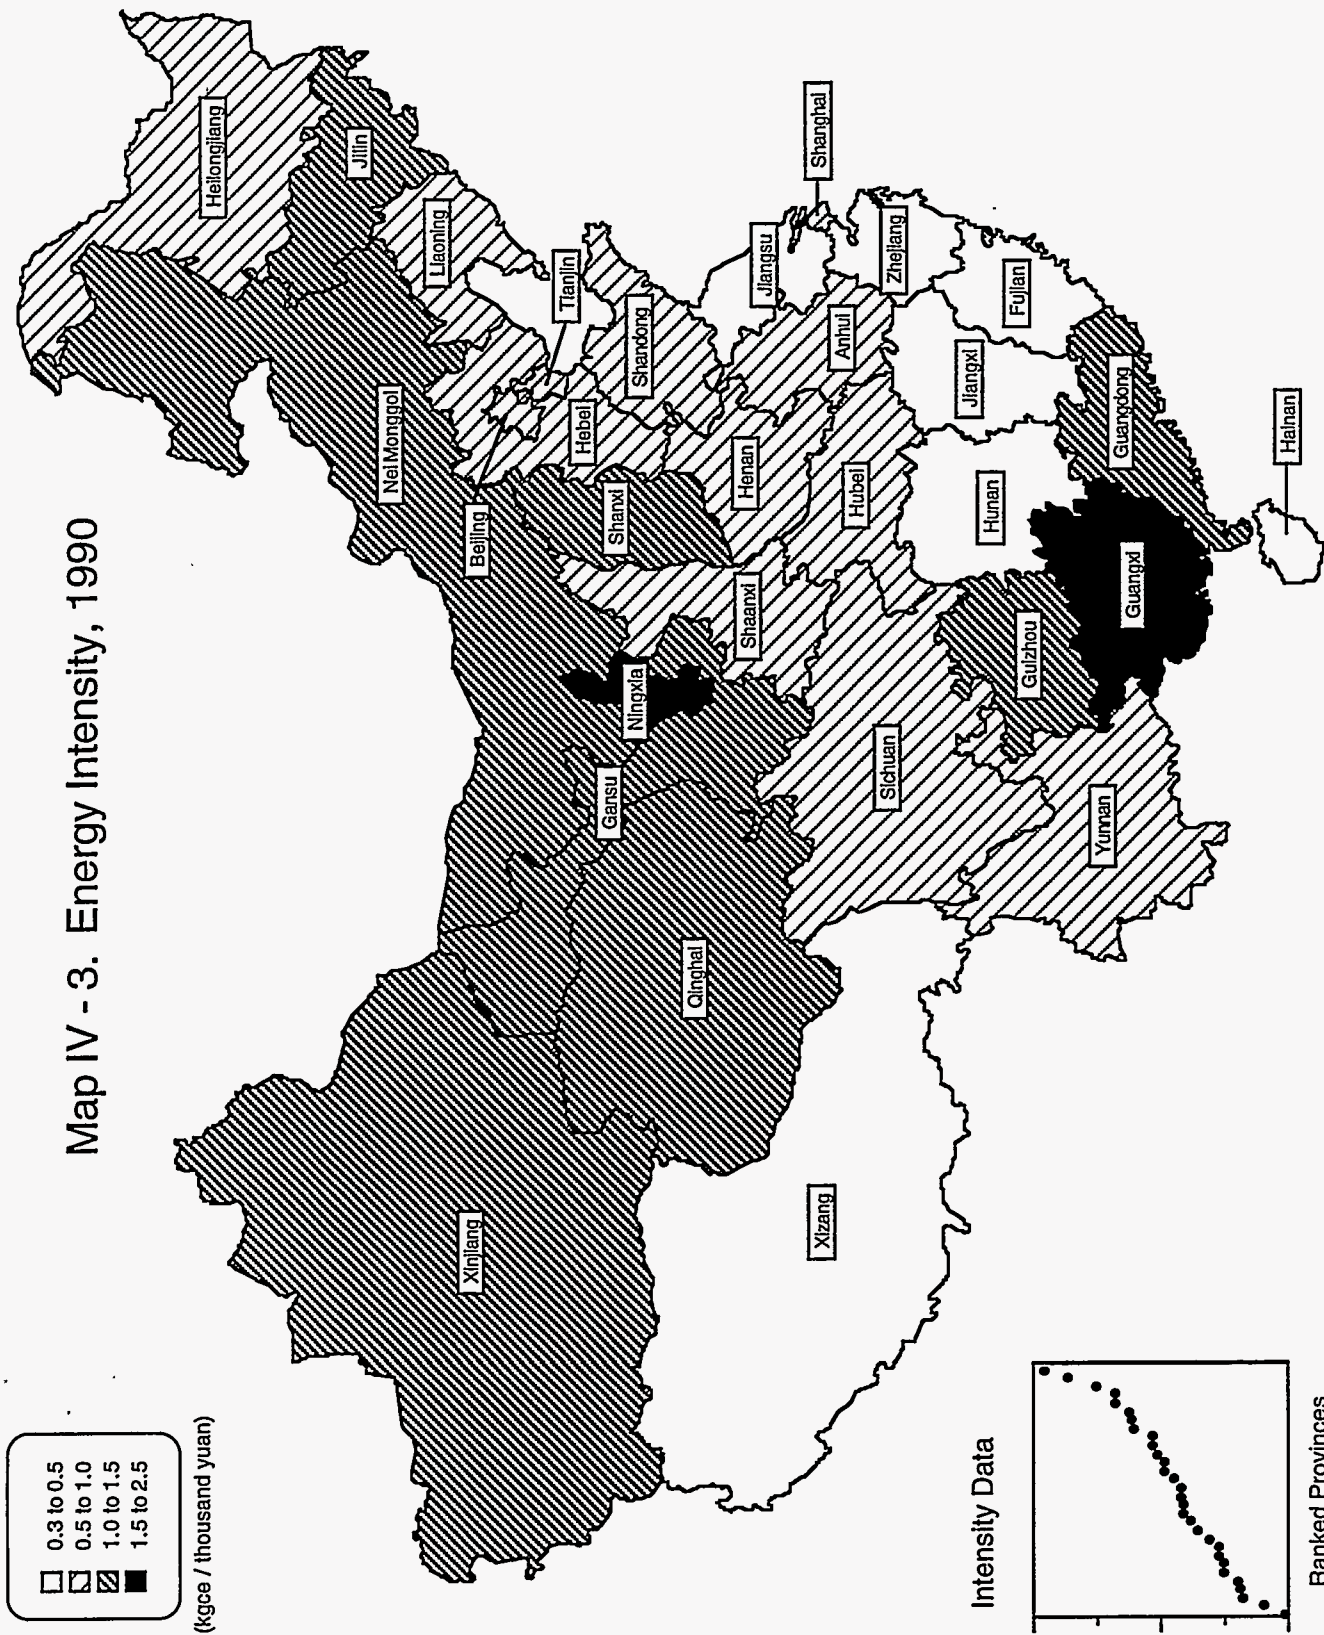 Map IV - 3. Energy Intensity, 1990
0.3 to 0.5
0.5 to 1.0
1.0 to 1.5
1.5 to 2.5
(kgce / thousand yuan)
Heilongjiang
Jilin
Liaoning
Nei Monggol
Tianjin
Beijing
Hebei
Shandong
Shanxi
Henan
Jiangsu
Shanghai
Anhui
Zhejiang
Hubei
Shaanxi
Ningxia
Gansu
Xinjiang
Qinghai
Xizang
Sichuan
Hunan
Jiangxi
Fujian
Guizhou
Guangxi
Guangdong
Yunnan
Hainan
Intensity Data
Ranked Provinces